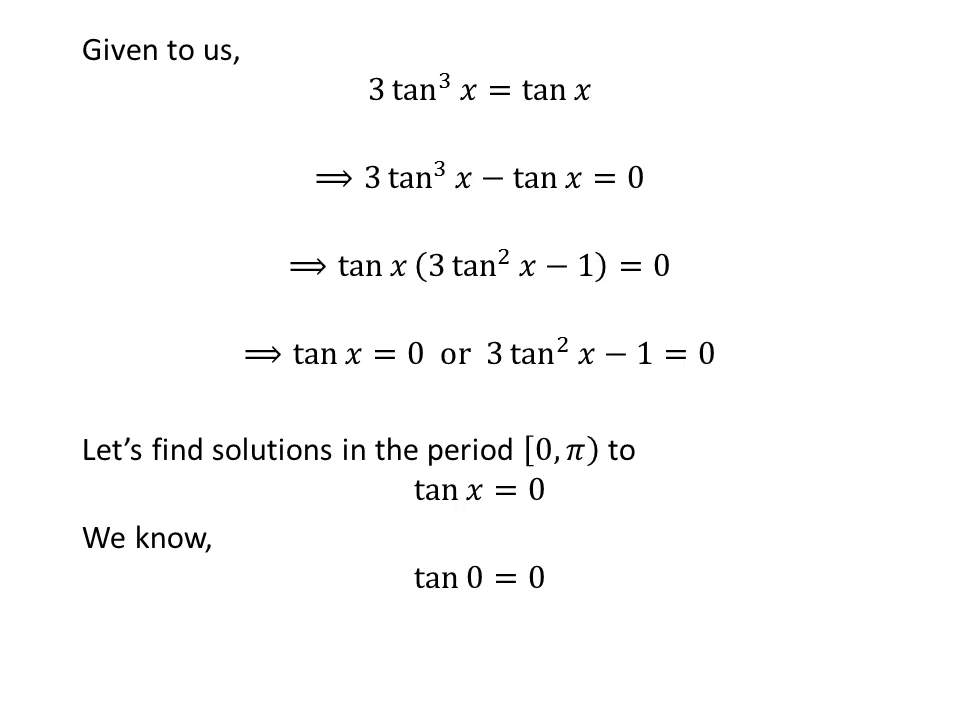 Given to us,
3 tan³ x = tan x
⟹ 3 tan³ x − tan x = 0
⟹ tan x (3 tan² x − 1) = 0
⟹ tan x = 0 or 3 tan² x − 1 = 0
Let’s find solutions in the period [0, π) to
tan x = 0
We know,
tan 0 = 0